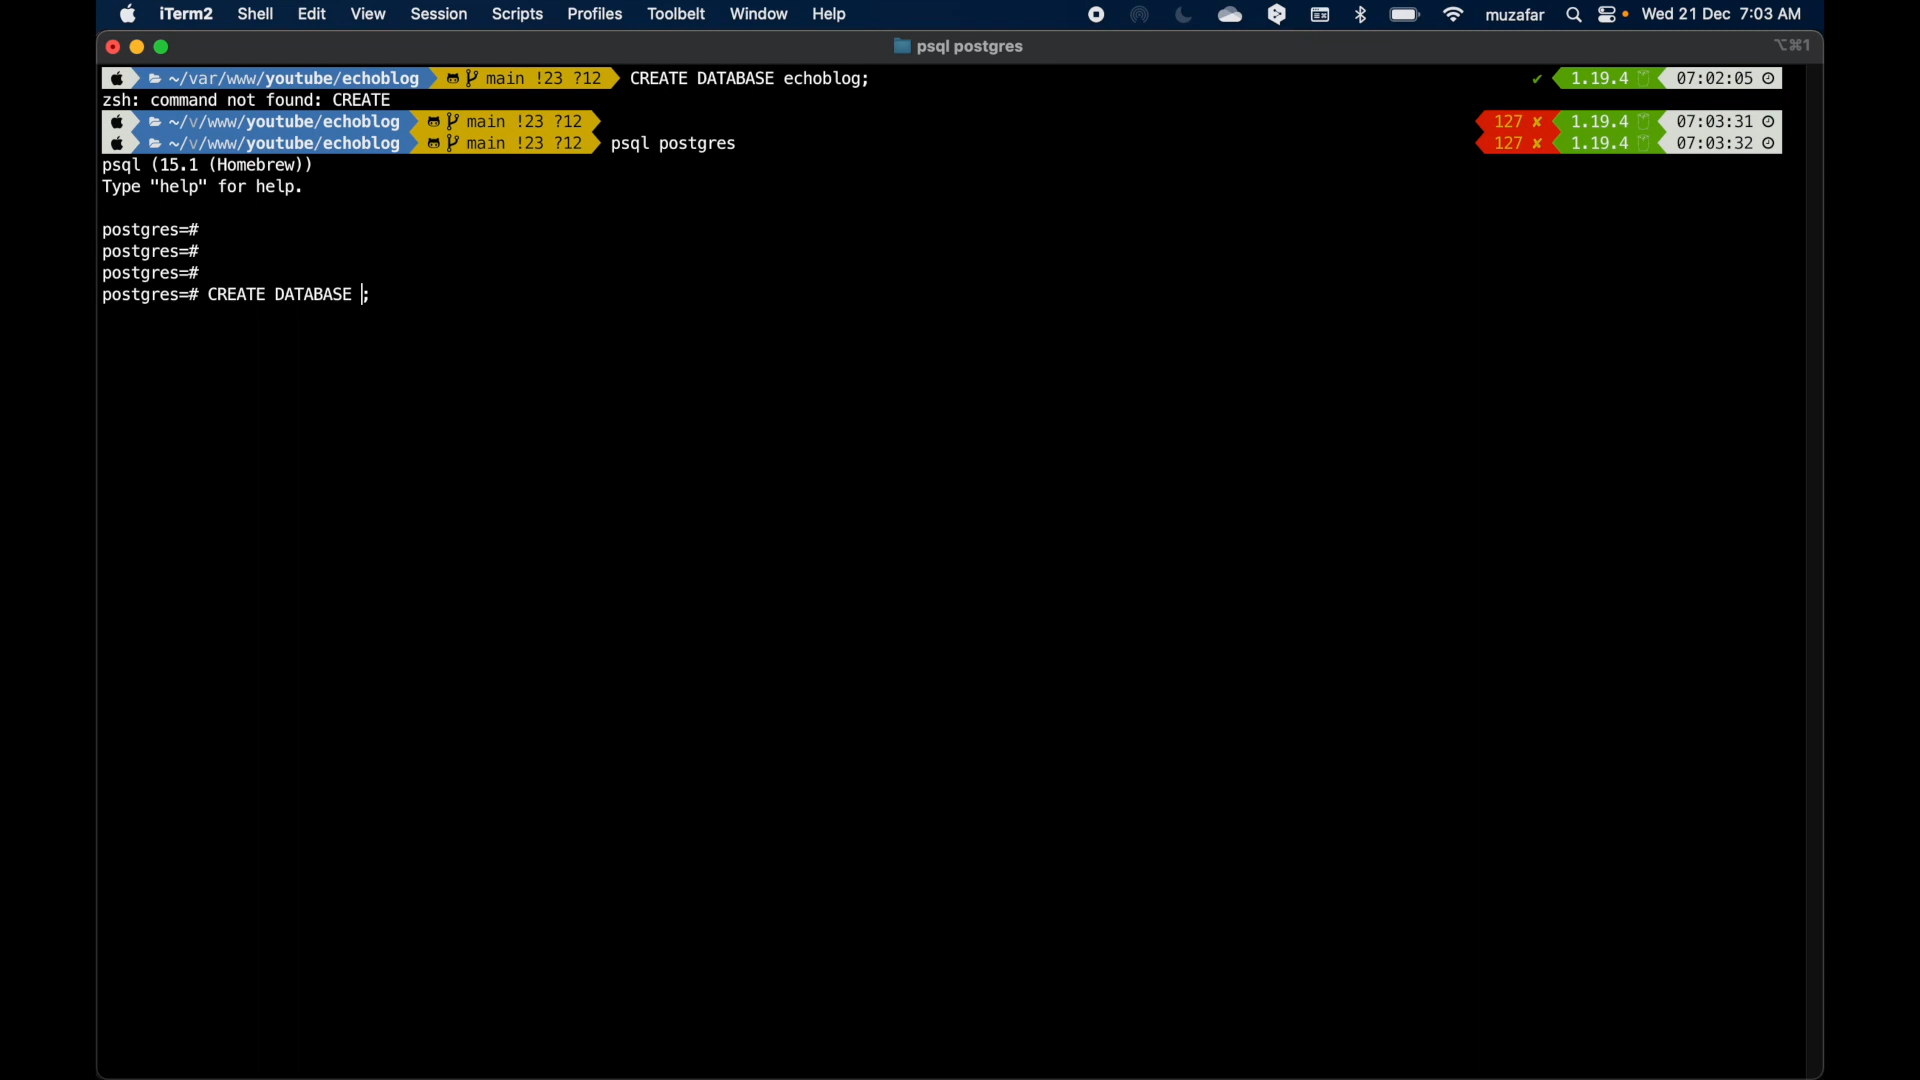 iTerm2 Shell Edit View Session Scripts Profiles Toolbelt Window Help muzafar Wed 21 Dec 7:03 AM
psql postgres ⌥⌘1
~/var/www/youtube/echoblog main !23 ?12 CREATE DATABASE echoblog; ✔ 1.19.4 07:02:05
zsh: command not found: CREATE
~/v/www/youtube/echoblog main !23 ?12 127 ✘ 1.19.4 07:03:31
~/v/www/youtube/echoblog main !23 ?12 psql postgres 127 ✘ 1.19.4 07:03:32
psql (15.1 (Homebrew))
Type "help" for help.
postgres=#
postgres=#
postgres=#
postgres=# CREATE DATABASE ;